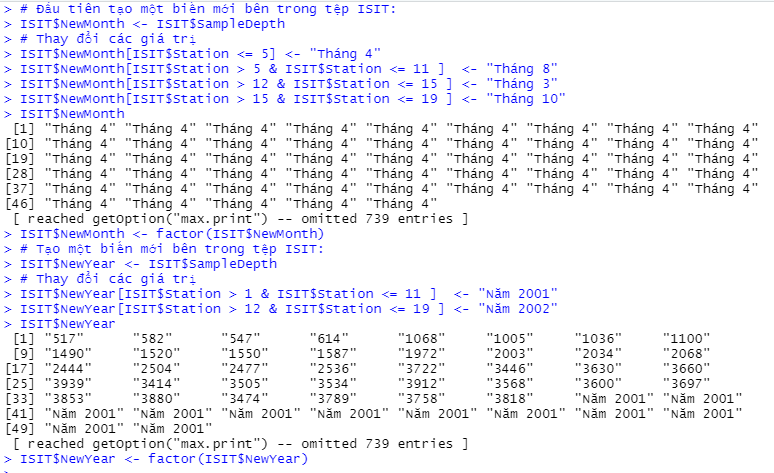 > # Đầu tiên tạo một biến mới bên trong tệp ISIT:
> ISIT$NewMonth <- ISIT$SampleDepth
> # Thay đổi các giá trị
> ISIT$NewMonth[ISIT$Station <= 5] <- "Tháng 4"
> ISIT$NewMonth[ISIT$Station > 5 & ISIT$Station <= 11 ]  <- "Tháng 8"
> ISIT$NewMonth[ISIT$Station > 12 & ISIT$Station <= 15 ] <- "Tháng 3"
> ISIT$NewMonth[ISIT$Station > 15 & ISIT$Station <= 19 ] <- "Tháng 10"
> ISIT$NewMonth
 [1] "Tháng 4" "Tháng 4" "Tháng 4" "Tháng 4" "Tháng 4" "Tháng 4" "Tháng 4" "Tháng 4" "Tháng 4"
[10] "Tháng 4" "Tháng 4" "Tháng 4" "Tháng 4" "Tháng 4" "Tháng 4" "Tháng 4" "Tháng 4" "Tháng 4"
[19] "Tháng 4" "Tháng 4" "Tháng 4" "Tháng 4" "Tháng 4" "Tháng 4" "Tháng 4" "Tháng 4" "Tháng 4"
[28] "Tháng 4" "Tháng 4" "Tháng 4" "Tháng 4" "Tháng 4" "Tháng 4" "Tháng 4" "Tháng 4" "Tháng 4"
[37] "Tháng 4" "Tháng 4" "Tháng 4" "Tháng 4" "Tháng 4" "Tháng 4" "Tháng 4" "Tháng 4" "Tháng 4"
[46] "Tháng 4" "Tháng 4" "Tháng 4" "Tháng 4" "Tháng 4"
 [ reached getOption("max.print") -- omitted 739 entries ]
> ISIT$NewMonth <- factor(ISIT$NewMonth)
> # Tạo một biến mới bên trong tệp ISIT:
> ISIT$NewYear <- ISIT$SampleDepth
> # Thay đổi các giá trị
> ISIT$NewYear[ISIT$Station > 1 & ISIT$Station <= 11 ]  <- "Năm 2001"
> ISIT$NewYear[ISIT$Station > 12 & ISIT$Station <= 19 ] <- "Năm 2002"
> ISIT$NewYear
 [1] "517"      "582"      "547"      "614"      "1068"     "1005"     "1036"     "1100"
 [9] "1490"     "1520"     "1550"     "1587"     "1972"     "2003"     "2034"     "2068"
[17] "2444"     "2504"     "2477"     "2536"     "3722"     "3446"     "3630"     "3660"
[25] "3939"     "3414"     "3505"     "3534"     "3912"     "3568"     "3600"     "3697"
[33] "3853"     "3880"     "3474"     "3789"     "3758"     "3818"     "Năm 2001" "Năm 2001"
[41] "Năm 2001" "Năm 2001" "Năm 2001" "Năm 2001" "Năm 2001" "Năm 2001" "Năm 2001" "Năm 2001"
[49] "Năm 2001" "Năm 2001"
 [ reached getOption("max.print") -- omitted 739 entries ]
> ISIT$NewYear <- factor(ISIT$NewYear)
>